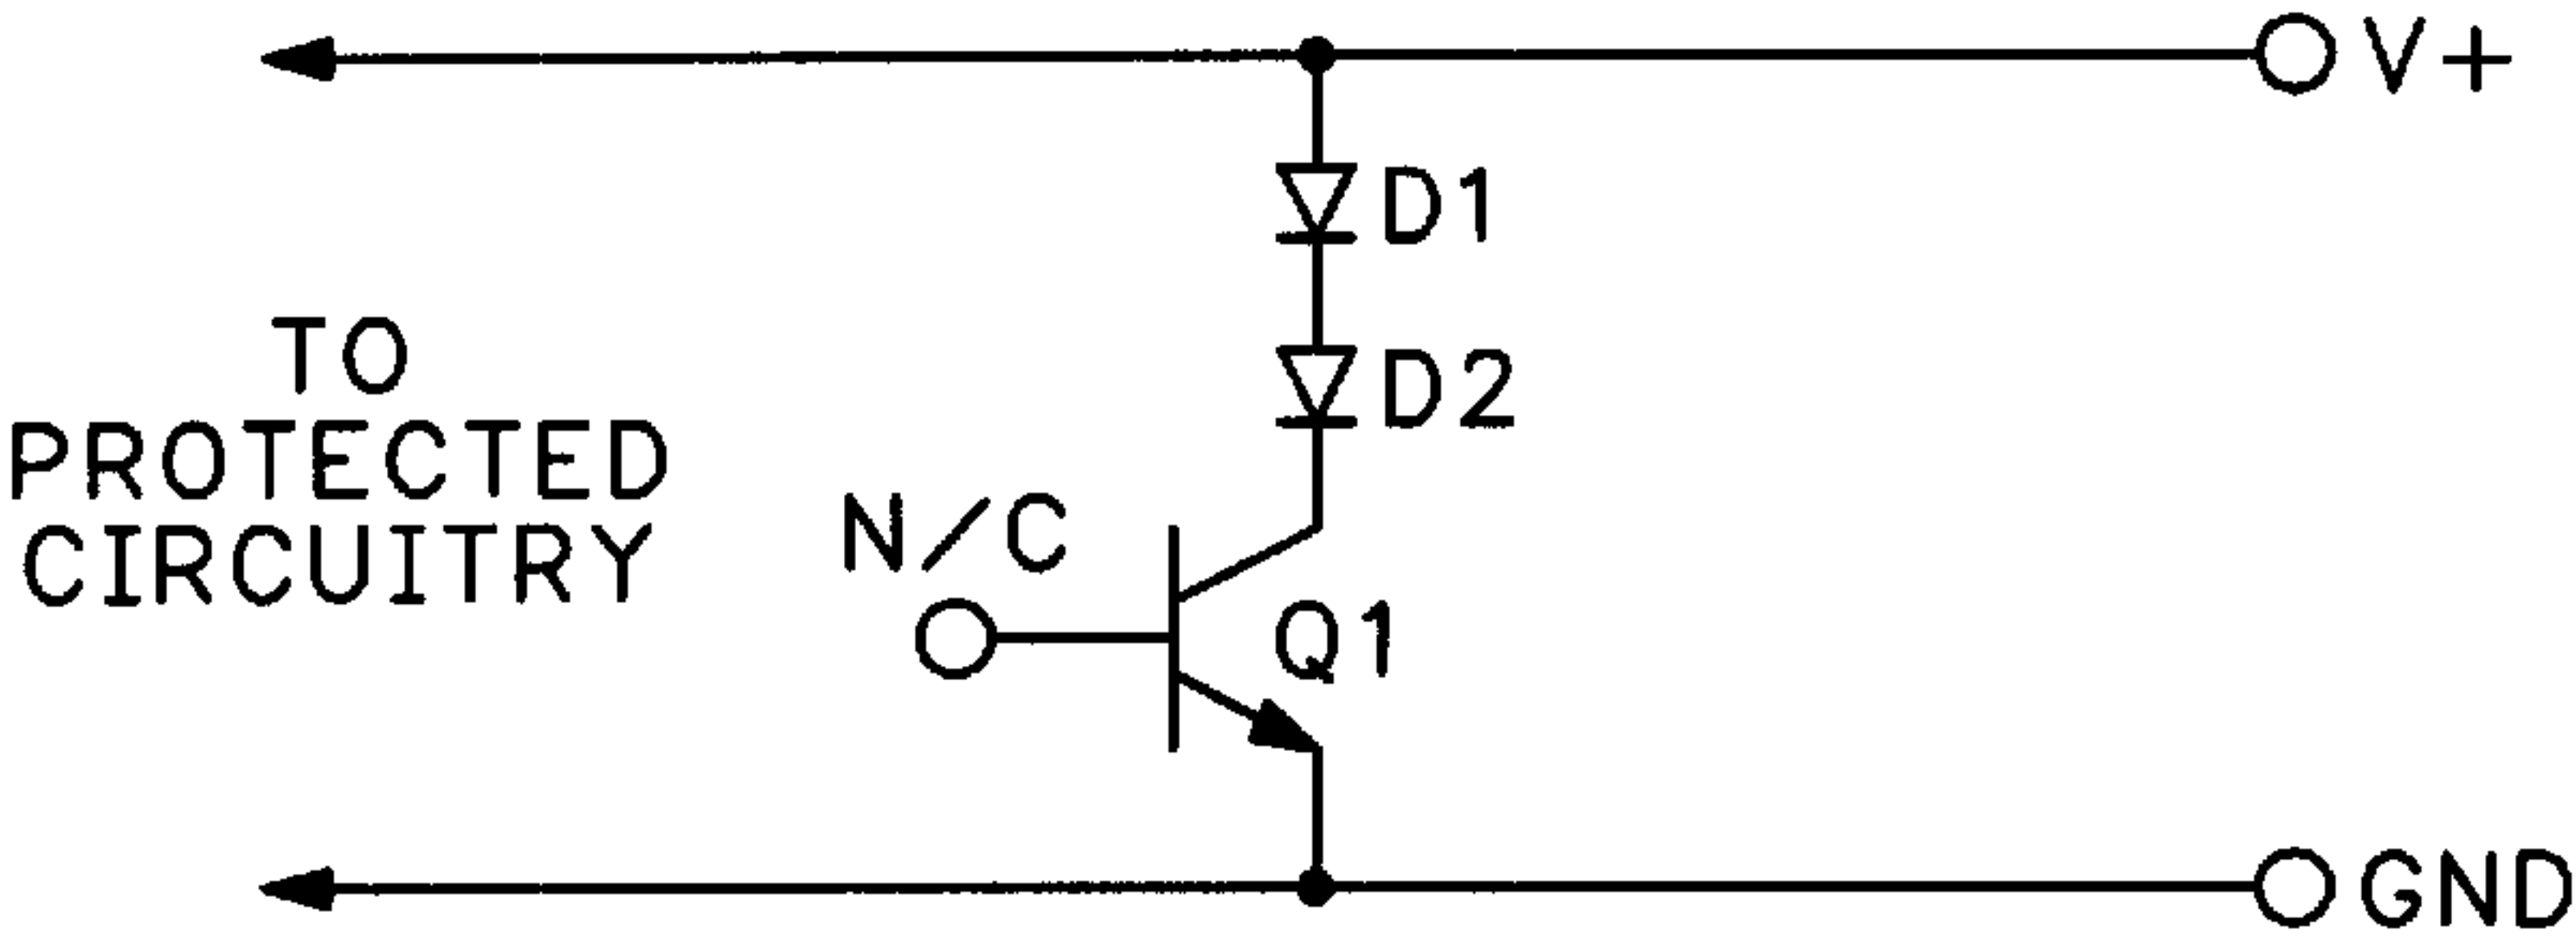 V+
D1
D2
TO
PROTECTED
CIRCUITRY
N/C
Q1
GND